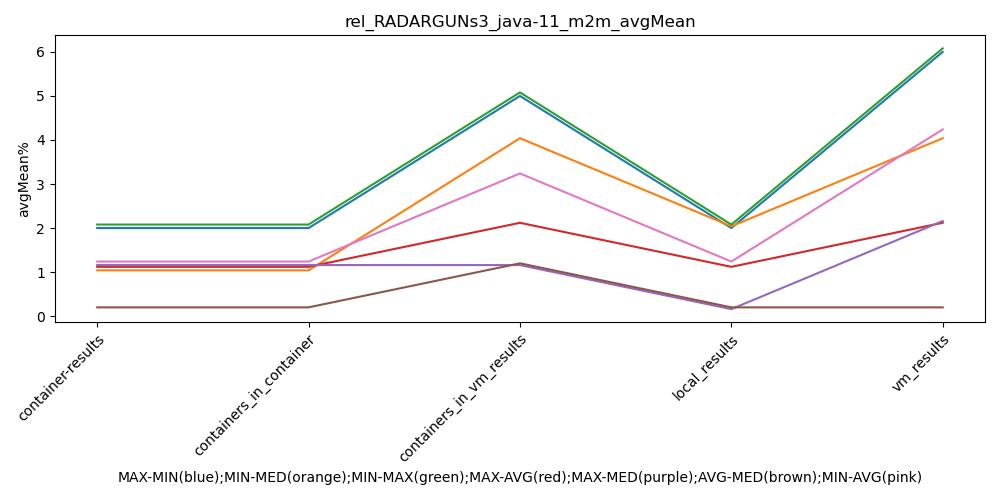 rel_RADARGUNs3_java-11_m2m_avgMean
avgMean%
6
5
4
3
2
1
0
container-results
containers_in_container
containers_in_vm_results
local_results
vm_results
MAX-MIN(blue);MIN-MED(orange);MIN-MAX(green);MAX-AVG(red);MAX-MED(purple);AVG-MED(brown);MIN-AVG(pink)